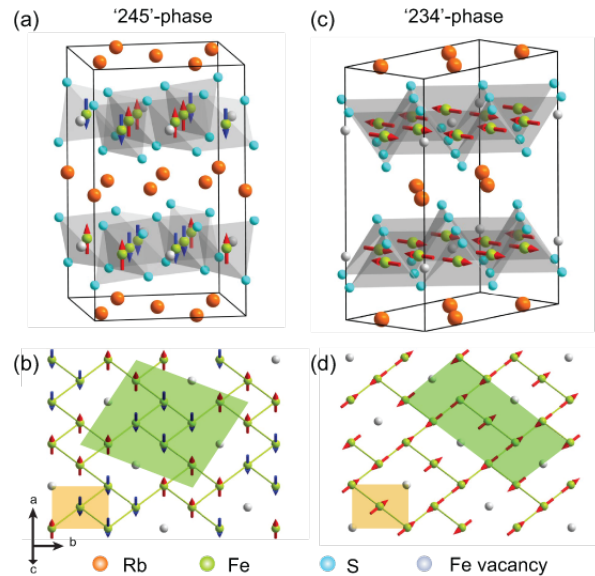 (a) ‘245’-phase (c) ‘234’-phase
(b) (d)
a
b
c
Rb Fe S Fe vacancy